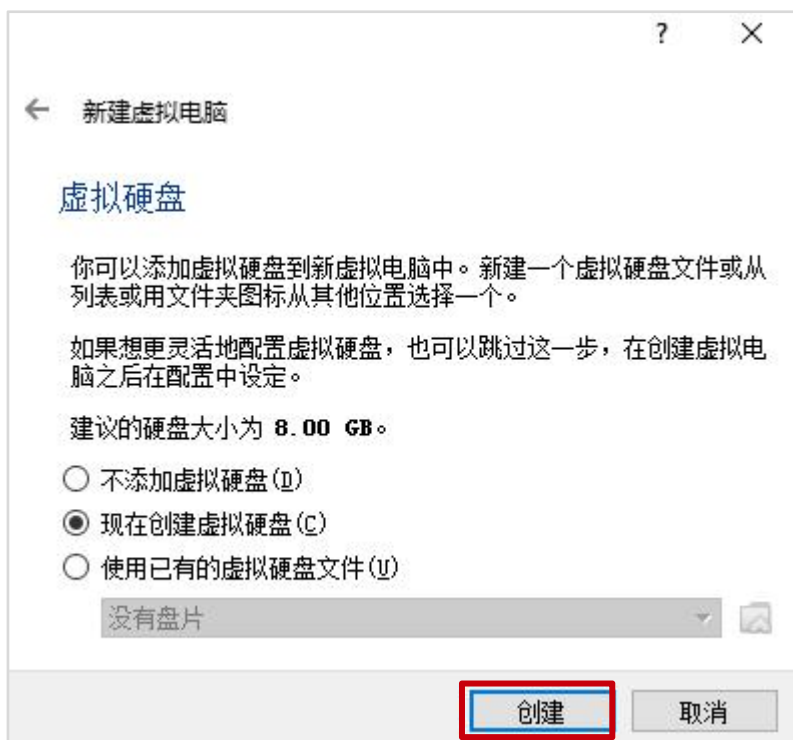 ?
新建虚拟电脑
虚拟硬盘
你可以添加虚拟硬盘到新虚拟电脑中。新建一个虚拟硬盘文件或从
列表或用文件夹图标从其他位置选择一个。
如果想更灵活地配置虚拟硬盘，也可以跳过这一步，在创建虚拟电
脑之后在配置中设定。
建议的硬盘大小为 8.00 GB。
不添加虚拟硬盘(D)
现在创建虚拟硬盘(C)
使用已有的虚拟硬盘文件(U)
没有盘片
创建 取消